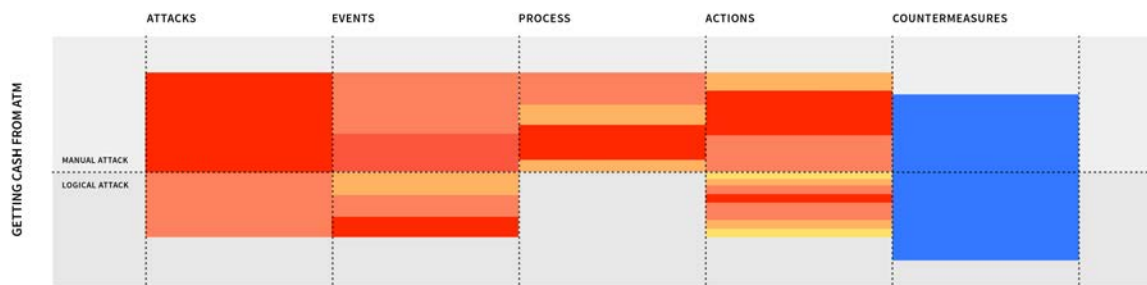 ATTACKS
EVENTS
PROCESS
ACTIONS
COUNTERMEASURES
GETTING CASH FROM ATM
MANUAL ATTACK
LOGICAL ATTACK